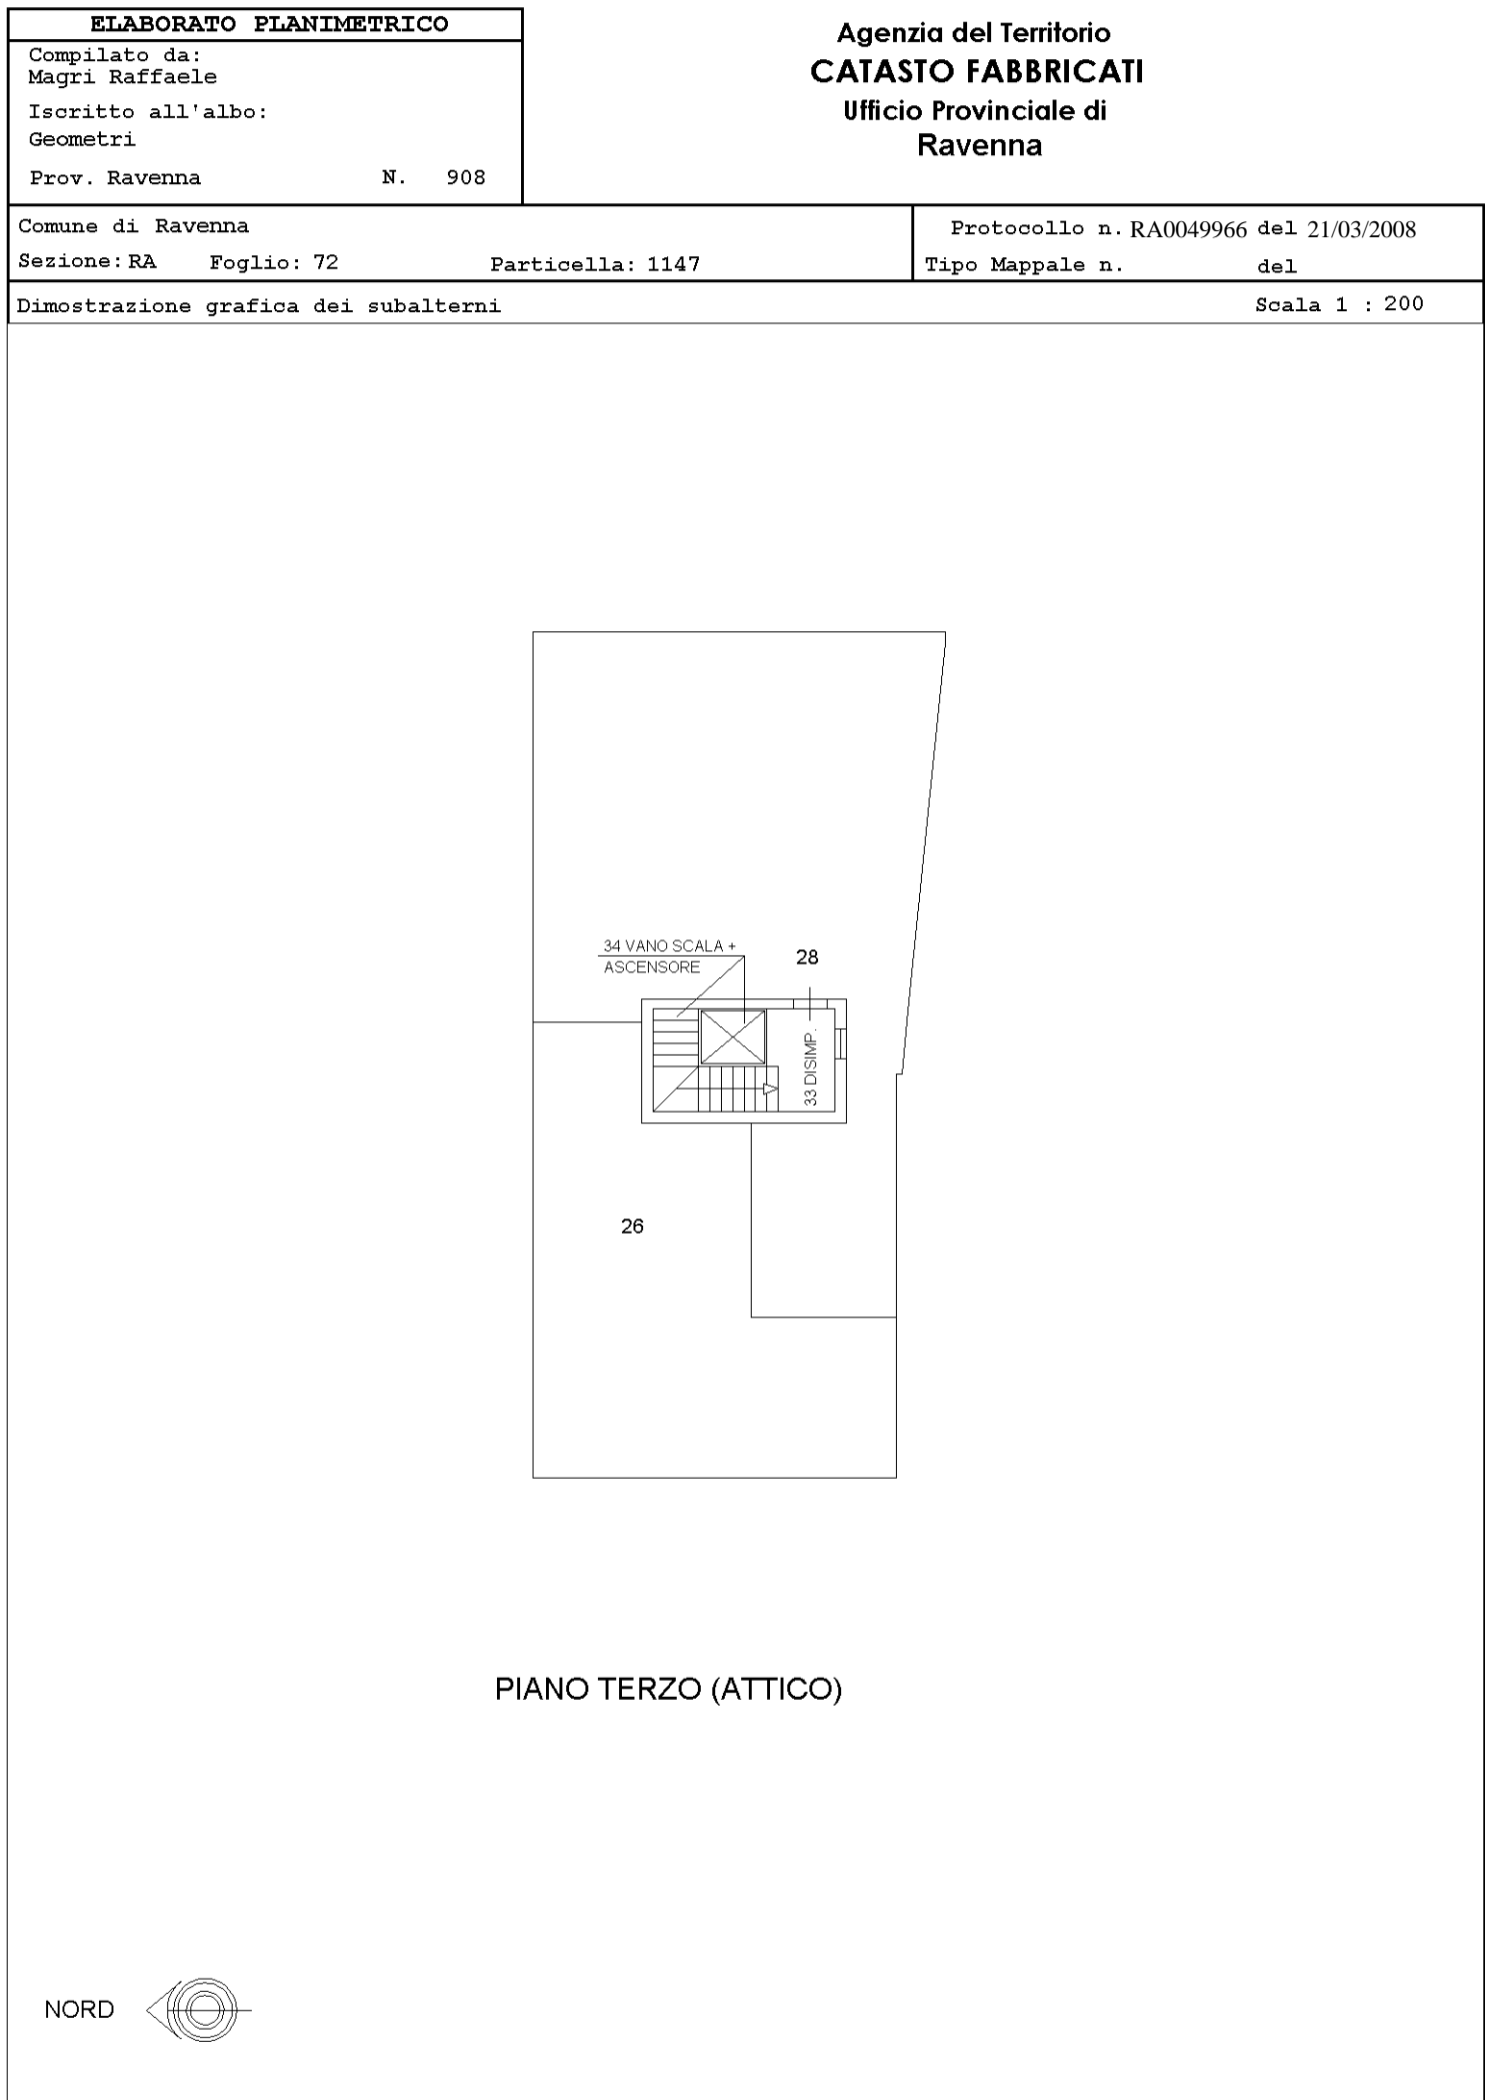 ELABORATO PLANIMETRICO
Compilato da:
Magri Raffaele
Iscritto all'albo:
Geometri
Prov. Ravenna N. 908
Agenzia del Territorio
CATASTO FABBRICATI
Ufficio Provinciale di
Ravenna
Comune di Ravenna
Sezione: RA Foglio: 72 Particella: 1147
Protocollo n. RA0049966 del 21/03/2008
Tipo Mappale n. del
Dimostrazione grafica dei subalterni Scala 1 : 200
34 VANO SCALA +
ASCENSORE
28
33 DISIMP.
26
PIANO TERZO (ATTICO)
NORD